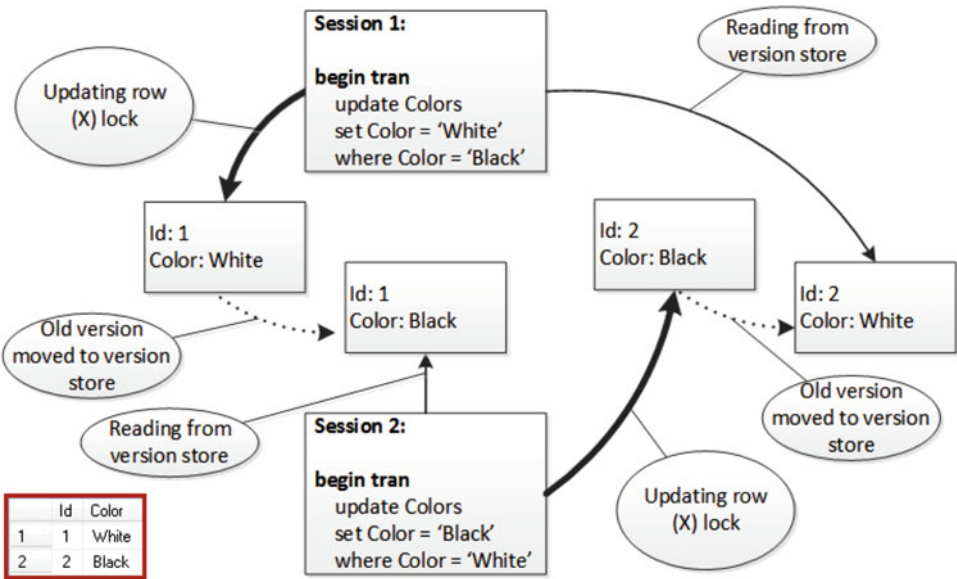 Session 1:
begin tran
update Colors
set Color = ‘White’
where Color = ‘Black’
Reading from
version store
Updating row
(X) lock
Id: 1
Color: White
Id: 2
Color: Black
Id: 1
Color: Black
Id: 2
Color: White
Old version
moved to version
store
Old version
moved to version
store
Reading from
version store
Session 2:
begin tran
update Colors
set Color = ‘Black’
where Color = ‘White’
Updating row
(X) lock
Id Color
1 1 White
2 2 Black